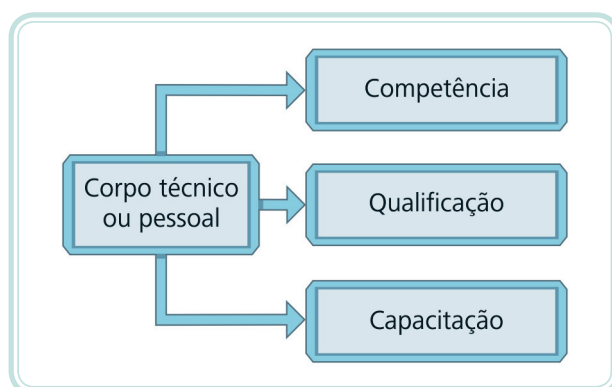 Competência
Corpo técnico
ou pessoal
Qualificação
Capacitação